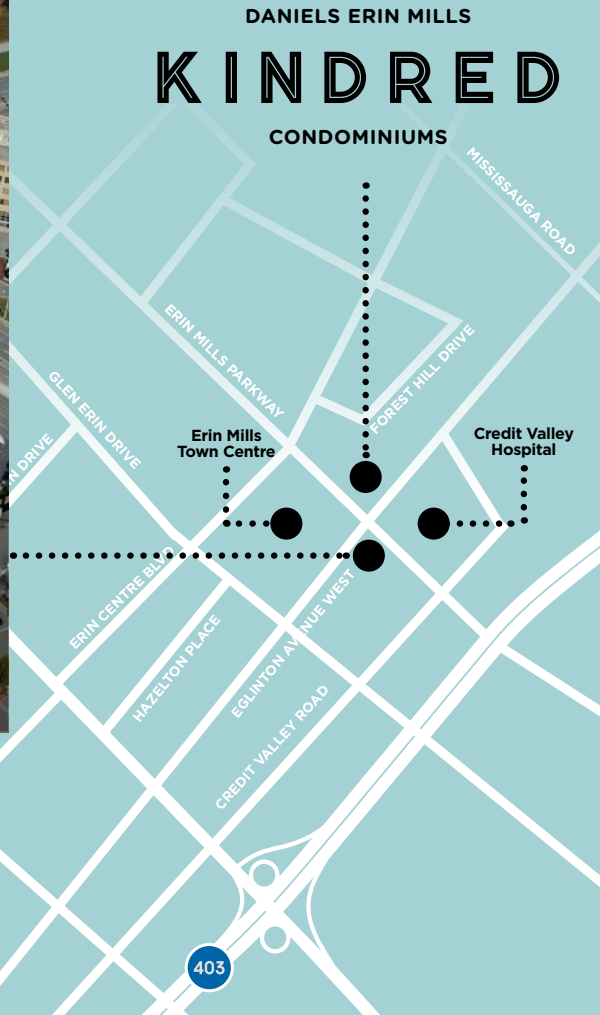 DANIELS ERIN MILLS
KINDRED
CONDOMINIUMS
MISSISSAUGA ROAD
ERIN MILLS PARKWAY
FOREST HILL DRIVE
GLEN ERIN DRIVE
Erin Mills
Town Centre
Credit Valley
Hospital
DRIVE
ERIN CENTRE BLVD
HAZELTON PLACE
EGLINTON AVENUE WEST
CREDIT VALLEY ROAD
403